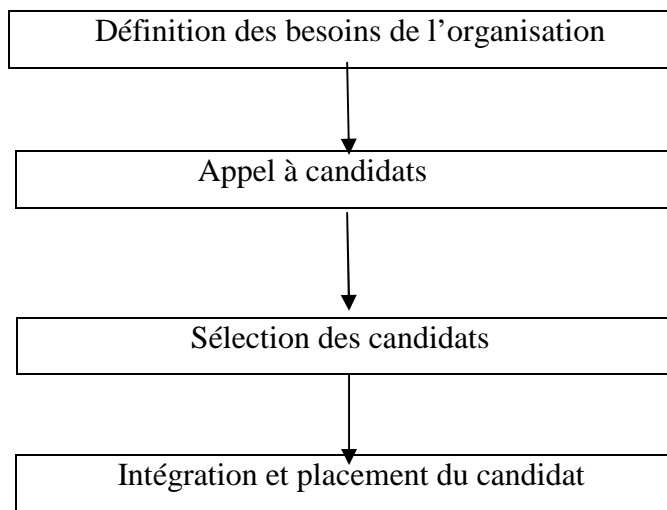 Définition des besoins de l’organisation
Appel à candidats
Sélection des candidats
Intégration et placement du candidat